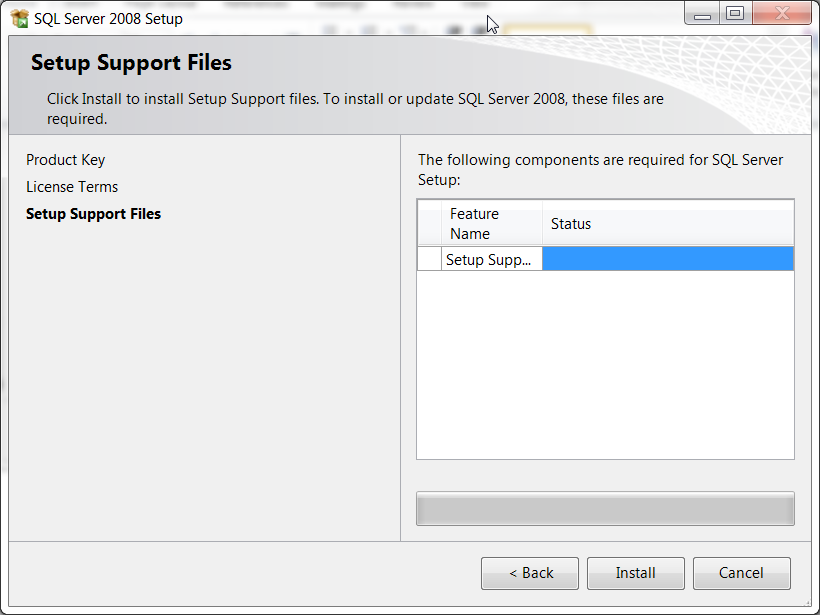 SQL Server 2008 Setup
Setup Support Files
Click Install to install Setup Support files. To install or update SQL Server 2008, these files are
required.
Product Key
License Terms
Setup Support Files
The following components are required for SQL Server
Setup:
Feature
Name
Status
Setup Supp...
< Back
Install
Cancel